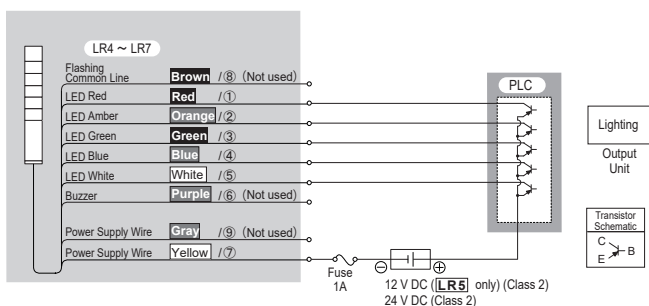 LR4 ～ LR7
Flashing
Common Line Brown /⑧ (Not used)
LED Red Red /①
LED Amber Orange /②
LED Green Green /③
LED Blue Blue /④
LED White White /⑤
Buzzer Purple /⑥ (Not used)
Power Supply Wire Gray /⑨ (Not used)
Power Supply Wire Yellow /⑦
Fuse
1A
⊖ ⊕
12 V DC (LR5 only) (Class 2)
24 V DC (Class 2)
PLC
Lighting
Output
Unit
Transistor
Schematic
C
B
E